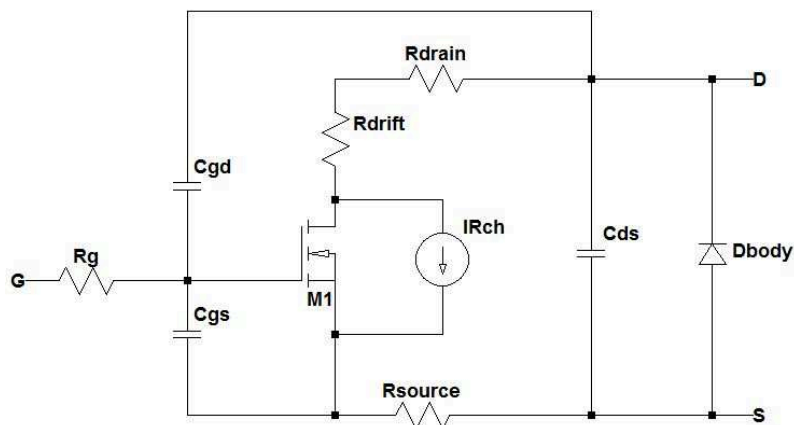 Rdrain
D
Rdrift
Cgd
IRch
Cds
Dbody
Rg
G
M1
Cgs
Rsource
S